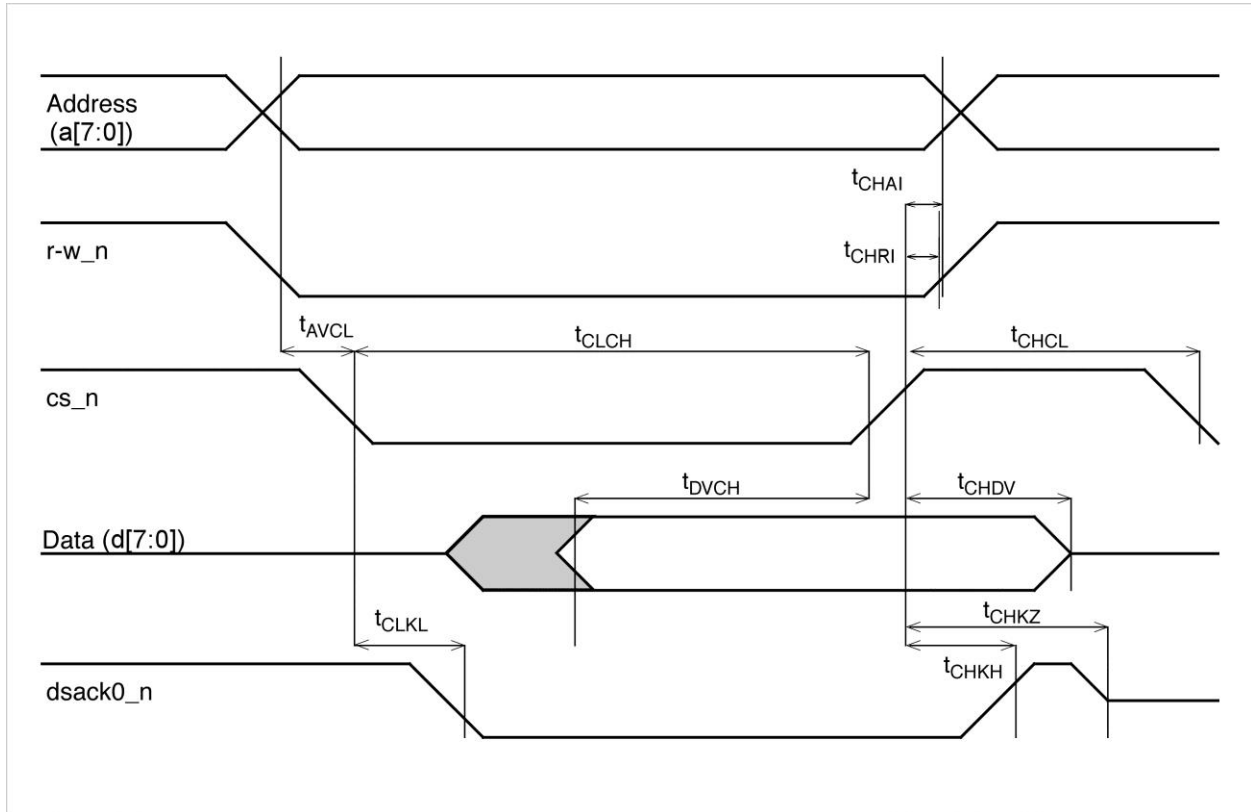 Address
(a[7:0])
tCHAI
r-w_n
tCHRI
tAVCL
tCLCH
tCHCL
cs_n
tDVCH
tCHDV
Data (d[7:0])
tCLKL
tCHKZ
tCHKH
dsack0_n